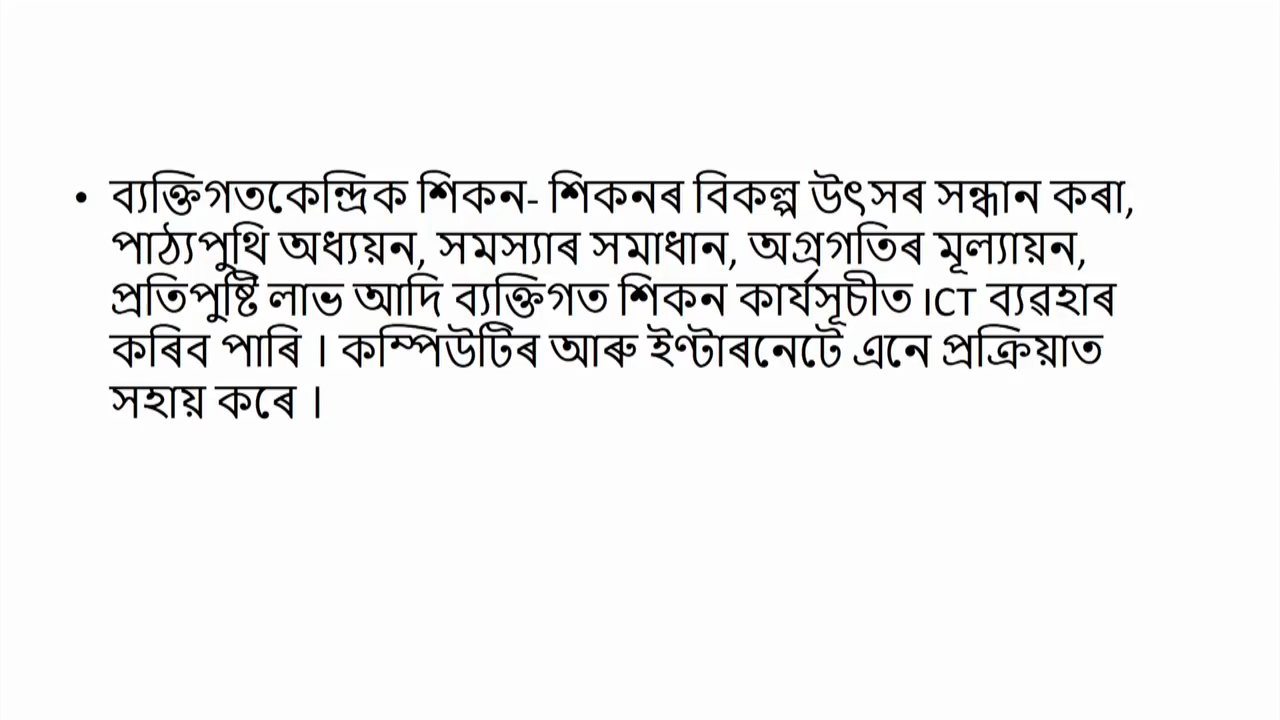 • ব্যক্তিগতকেন্দ্ৰিক শিকন- শিকনৰ বিকল্প উৎসৰ সন্ধান কৰা,
পাঠ্যপুথি অধ্যয়ন, সমস্যাৰ সমাধান, অগ্ৰগতিৰ মূল্যায়ন,
প্ৰতিপুষ্টি লাভ আদি ব্যক্তিগত শিকন কাৰ্যসূচীত ICT ব্যৱহাৰ
কৰিব পাৰি । কম্পিউটিৰ আৰু ইণ্টাৰনেটে এনে প্ৰক্ৰিয়াত
সহায় কৰে ।